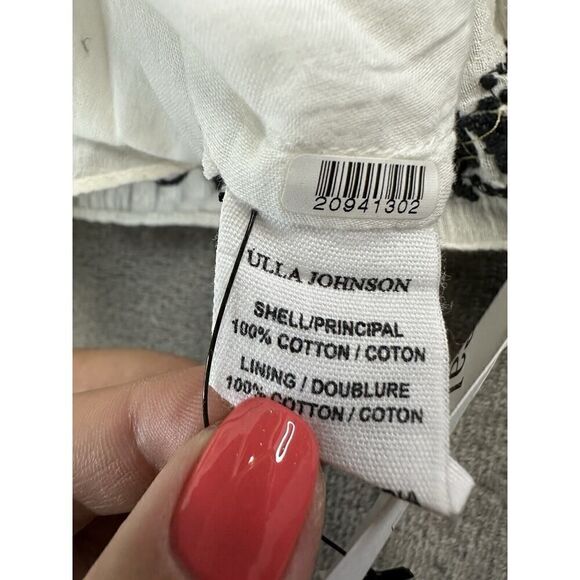 20941302
ULLA JOHNSON
SHELL/PRINCIPAL
100% COTTON / COTON
LINING / DOUBLURE
100% COTTON / COTON